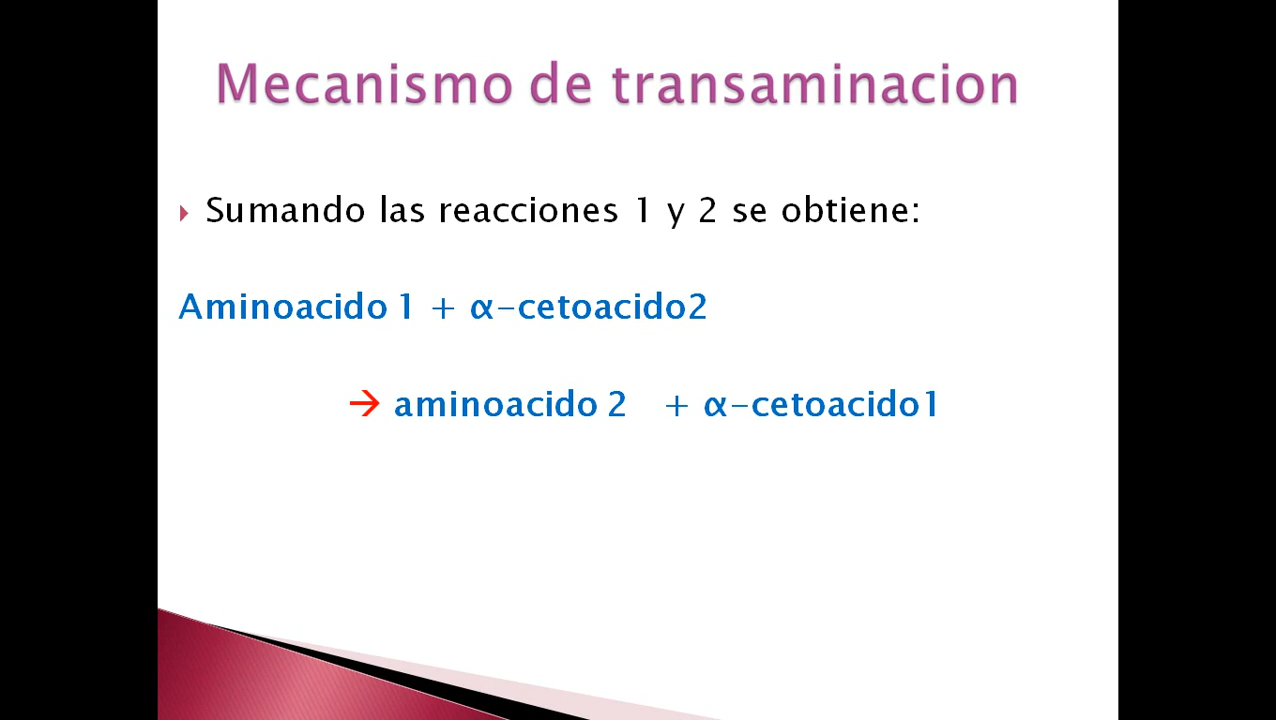 Mecanismo de transaminacion
Sumando las reacciones 1 y 2 se obtiene:
Aminoacido 1 + α-cetoacido2
→ aminoacido 2 + α-cetoacido1